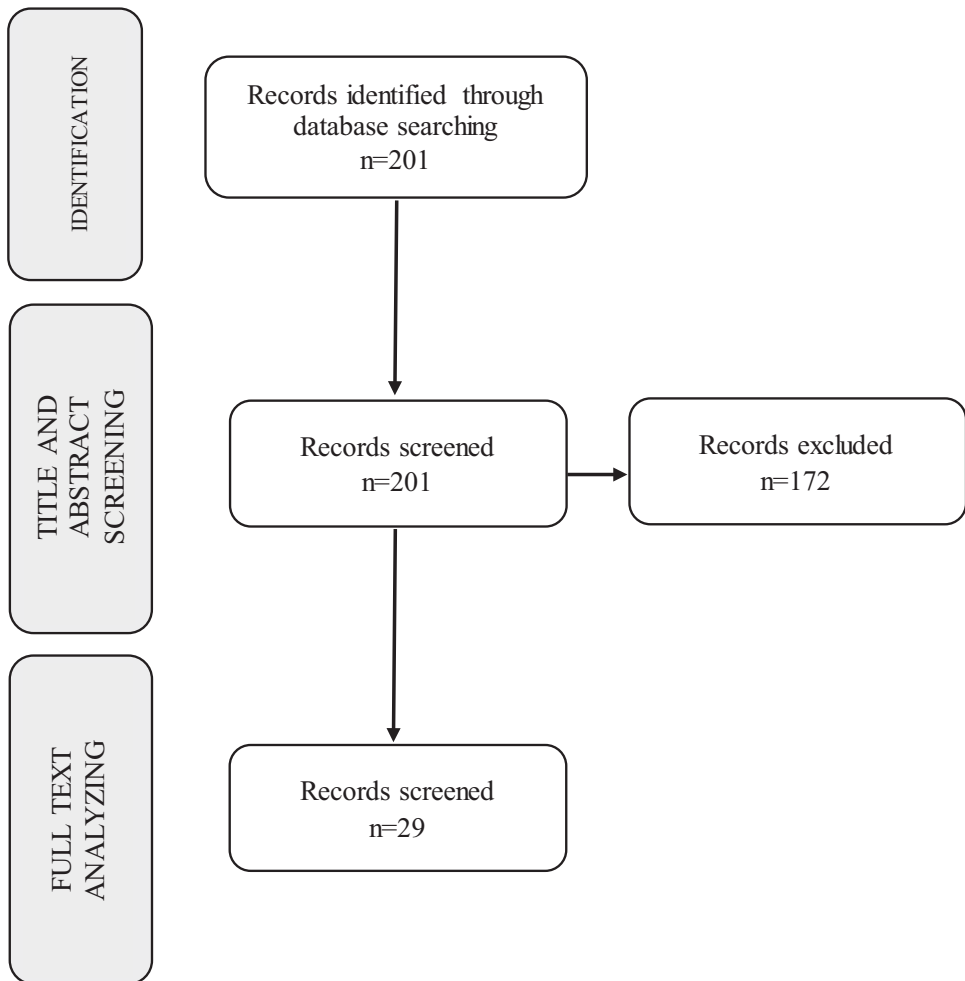 IDENTIFICATION
Records identified through
database searching
n=201
TITLE AND
ABSTRACT
SCREENING
Records screened
n=201
Records excluded
n=172
FULL TEXT
ANALYZING
Records screened
n=29